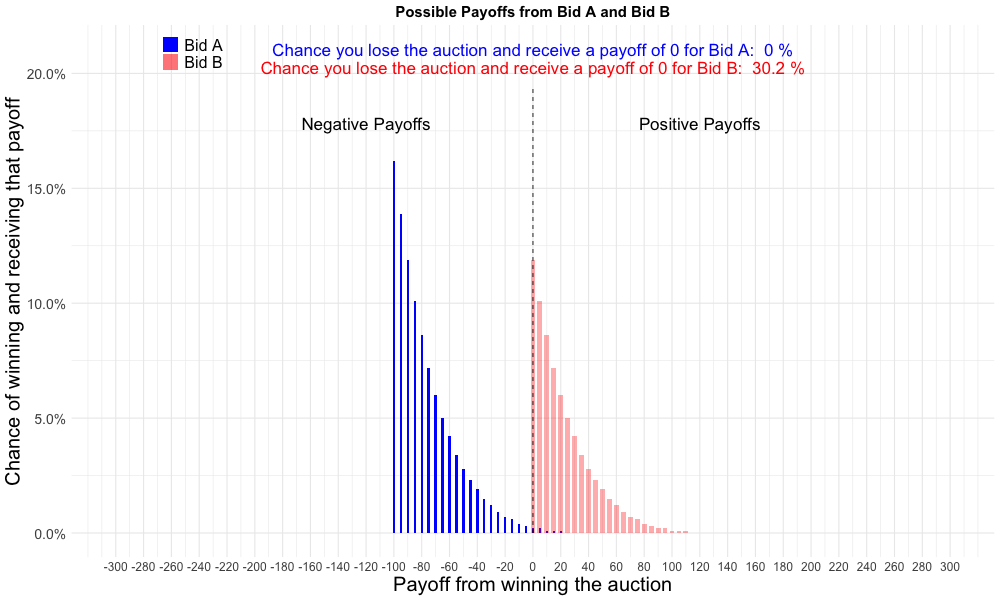 Possible Payoffs from Bid A and Bid B
Bid A
Bid B
Chance you lose the auction and receive a payoff of 0 for Bid A:  0 %
Chance you lose the auction and receive a payoff of 0 for Bid B:  30.2 %
Negative Payoffs
Positive Payoffs
Chance of winning and receiving that payoff
20.0%
15.0%
10.0%
5.0%
0.0%
-300 -280 -260 -240 -220 -200 -180 -160 -140 -120 -100 -80 -60 -40 -20 0 20 40 60 80 100 120 140 160 180 200 220 240 260 280 300
Payoff from winning the auction